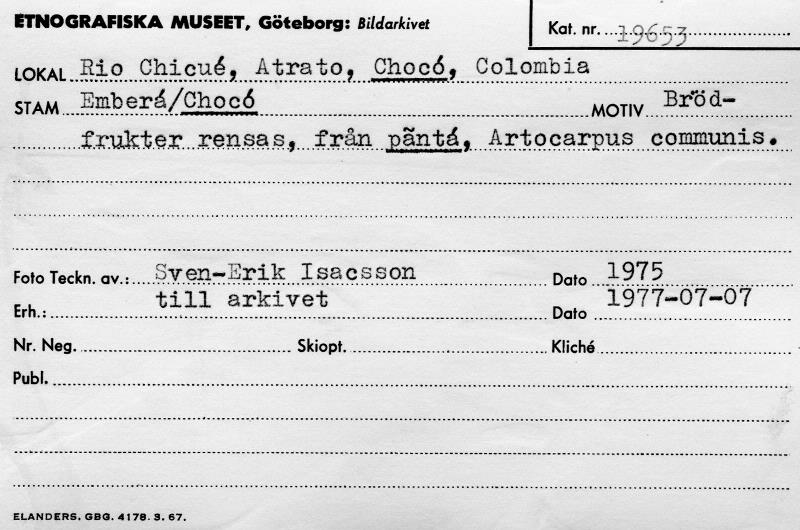 ETNOGRAFISKA MUSEET, Göteborg: Bildarkivet
Kat. nr. 19653
LOKAL Rio Chicué, Atrato, Chocó, Colombia
STAM Emberá/Chocó MOTIV Bröd-
frukter rensas, från pãntá, Artocarpus communis.
Foto Teckn. av.: Sven-Erik Isacsson Dato 1975
Erh.: till arkivet Dato 1977-07-07
Nr. Neg. Skiopt. Kliché
Publ.
ELANDERS, GBG. 4178. 3. 67.